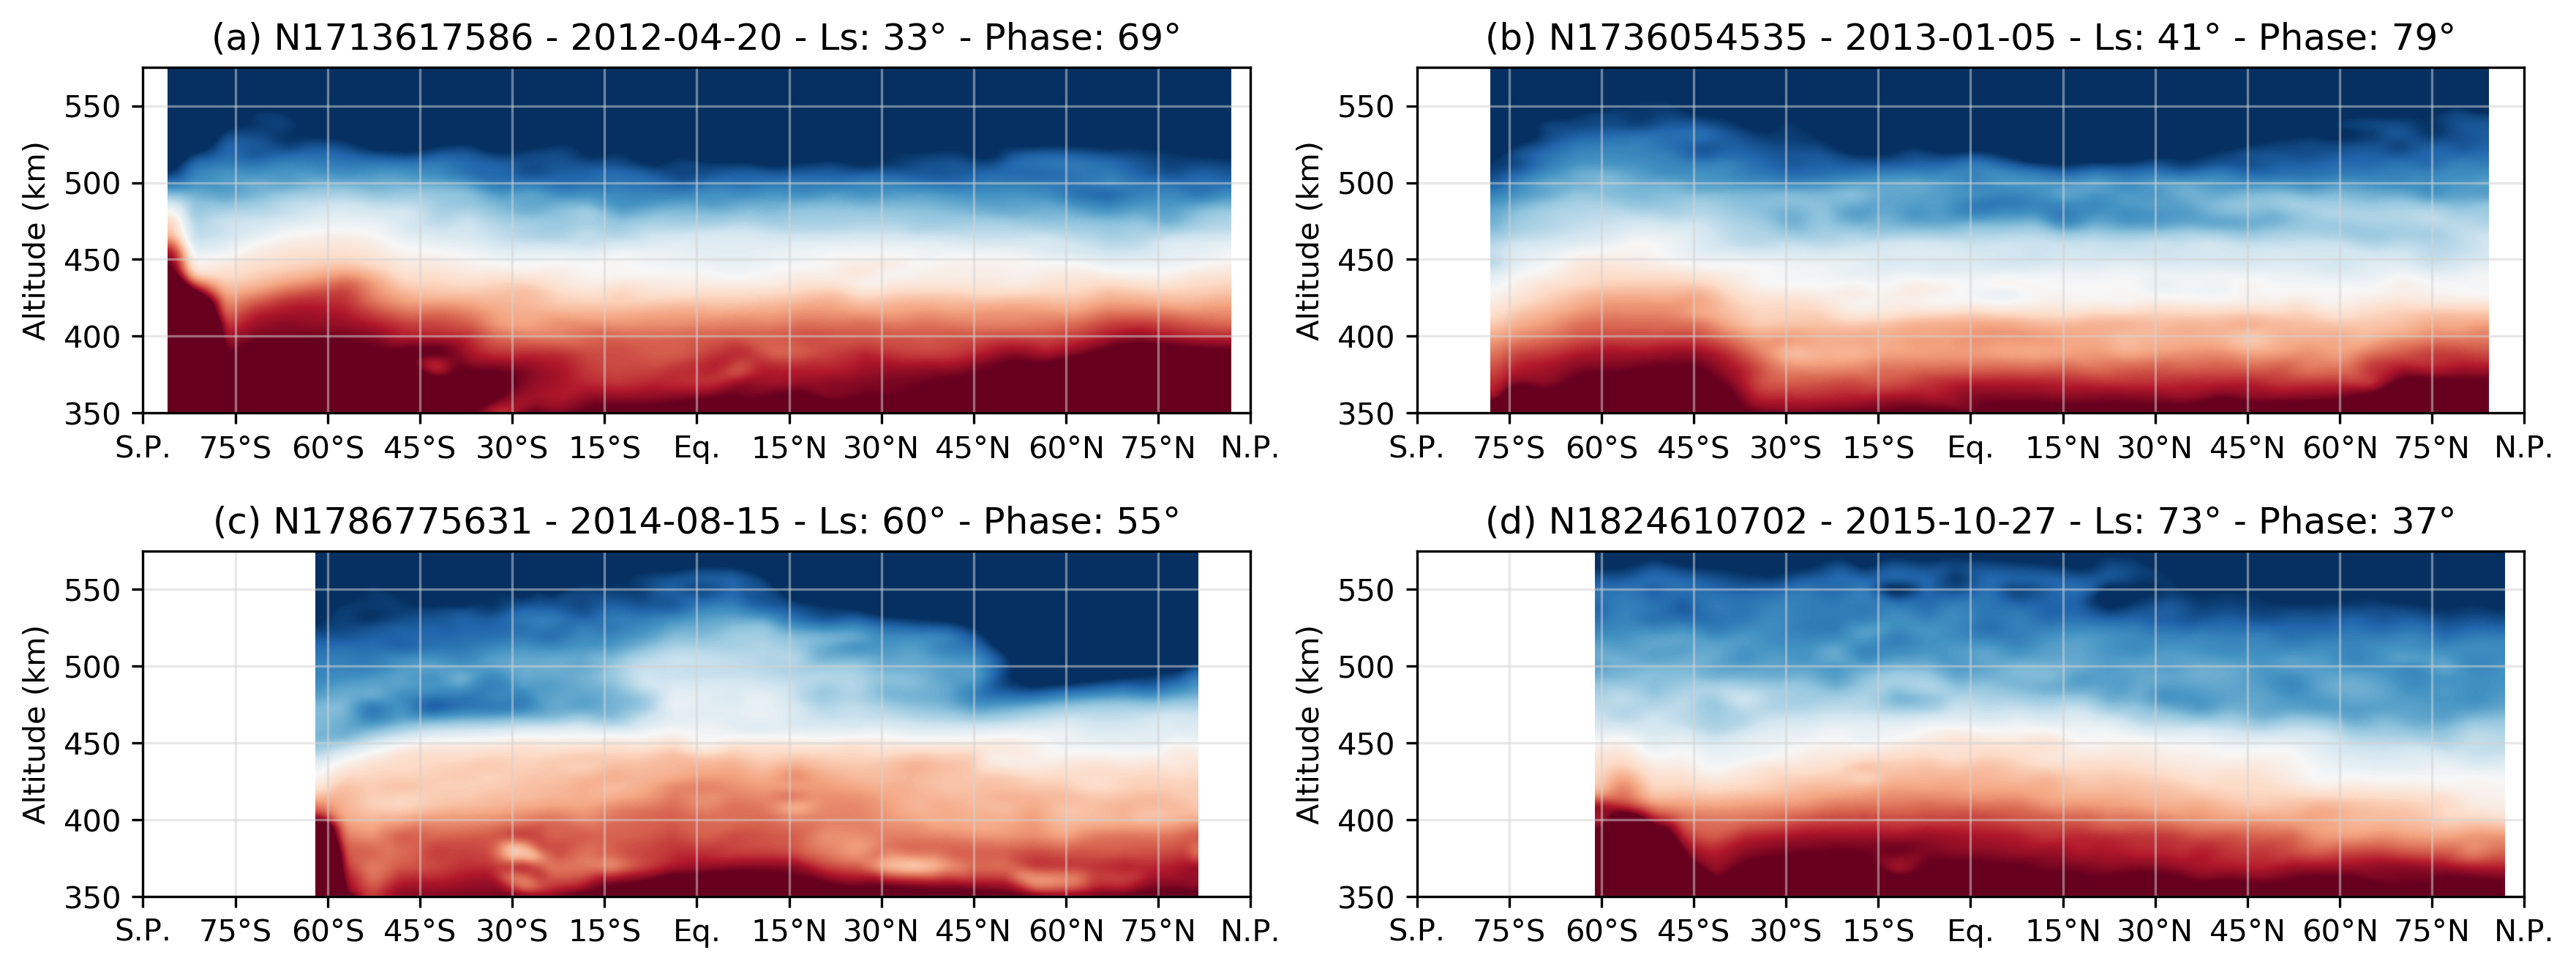 (a) N1713617586 - 2012-04-20 - Ls: 33° - Phase: 69°
Altitude (km)
550
500
450
400
350
S.P. 75°S 60°S 45°S 30°S 15°S Eq. 15°N 30°N 45°N 60°N 75°N N.P.
(b) N1736054535 - 2013-01-05 - Ls: 41° - Phase: 79°
Altitude (km)
550
500
450
400
350
S.P. 75°S 60°S 45°S 30°S 15°S Eq. 15°N 30°N 45°N 60°N 75°N N.P.
(c) N1786775631 - 2014-08-15 - Ls: 60° - Phase: 55°
Altitude (km)
550
500
450
400
350
S.P. 75°S 60°S 45°S 30°S 15°S Eq. 15°N 30°N 45°N 60°N 75°N N.P.
(d) N1824610702 - 2015-10-27 - Ls: 73° - Phase: 37°
Altitude (km)
550
500
450
400
350
S.P. 75°S 60°S 45°S 30°S 15°S Eq. 15°N 30°N 45°N 60°N 75°N N.P.